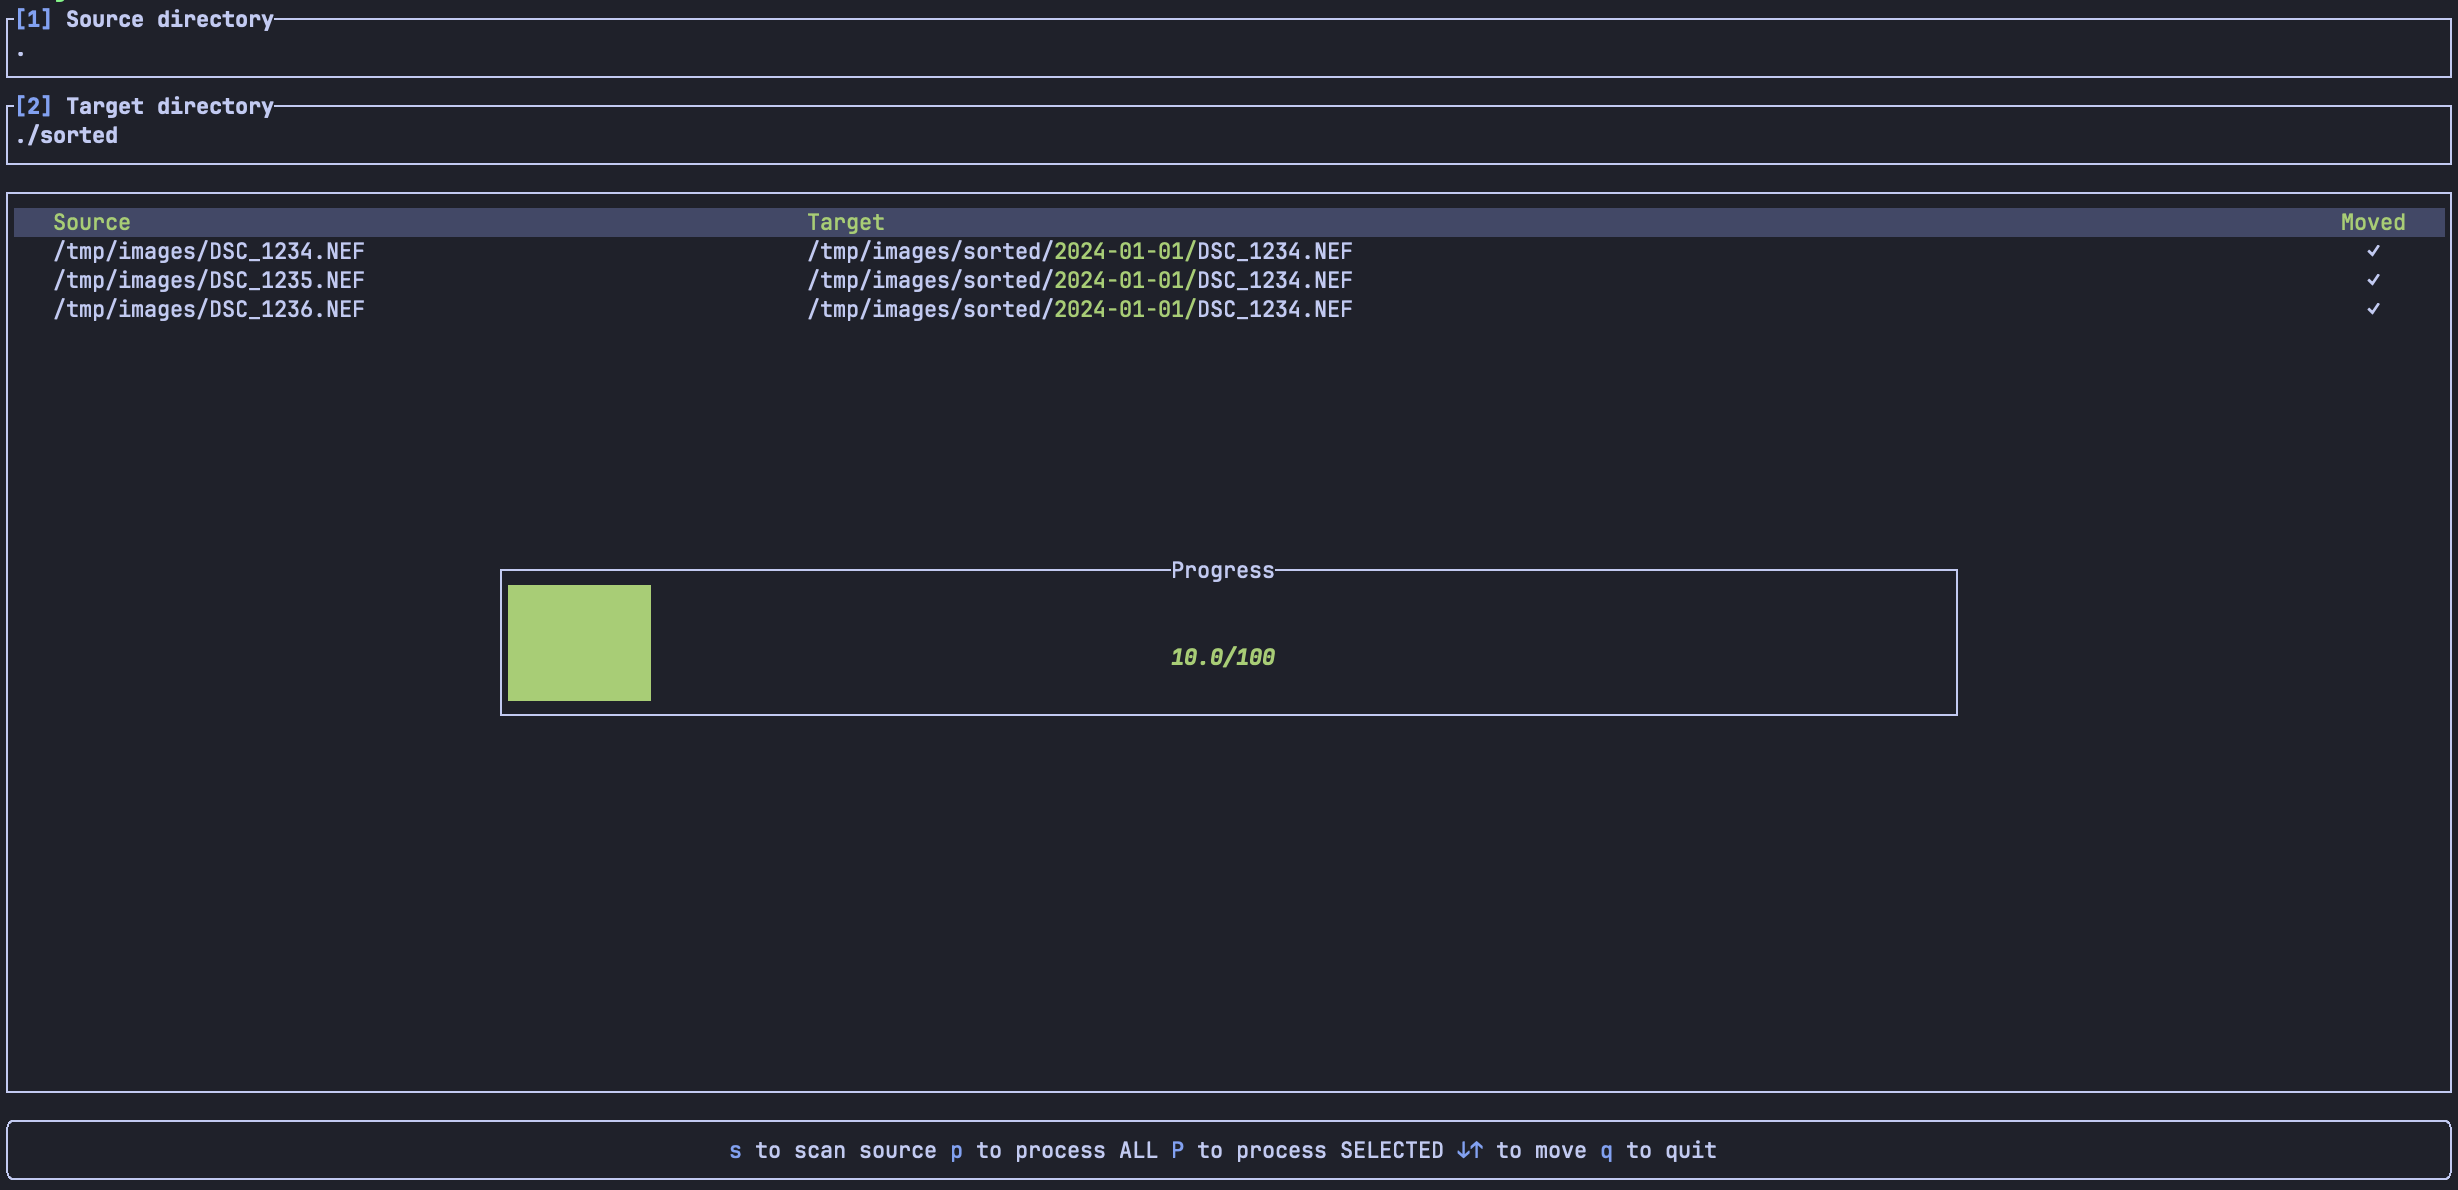 [1] Source directory
.
[2] Target directory
./sorted
Source Target Moved
/tmp/images/DSC_1234.NEF /tmp/images/sorted/2024-01-01/DSC_1234.NEF ✓
/tmp/images/DSC_1235.NEF /tmp/images/sorted/2024-01-01/DSC_1234.NEF ✓
/tmp/images/DSC_1236.NEF /tmp/images/sorted/2024-01-01/DSC_1234.NEF ✓
Progress
10.0/100
s to scan source p to process ALL P to process SELECTED ↓↑ to move q to quit